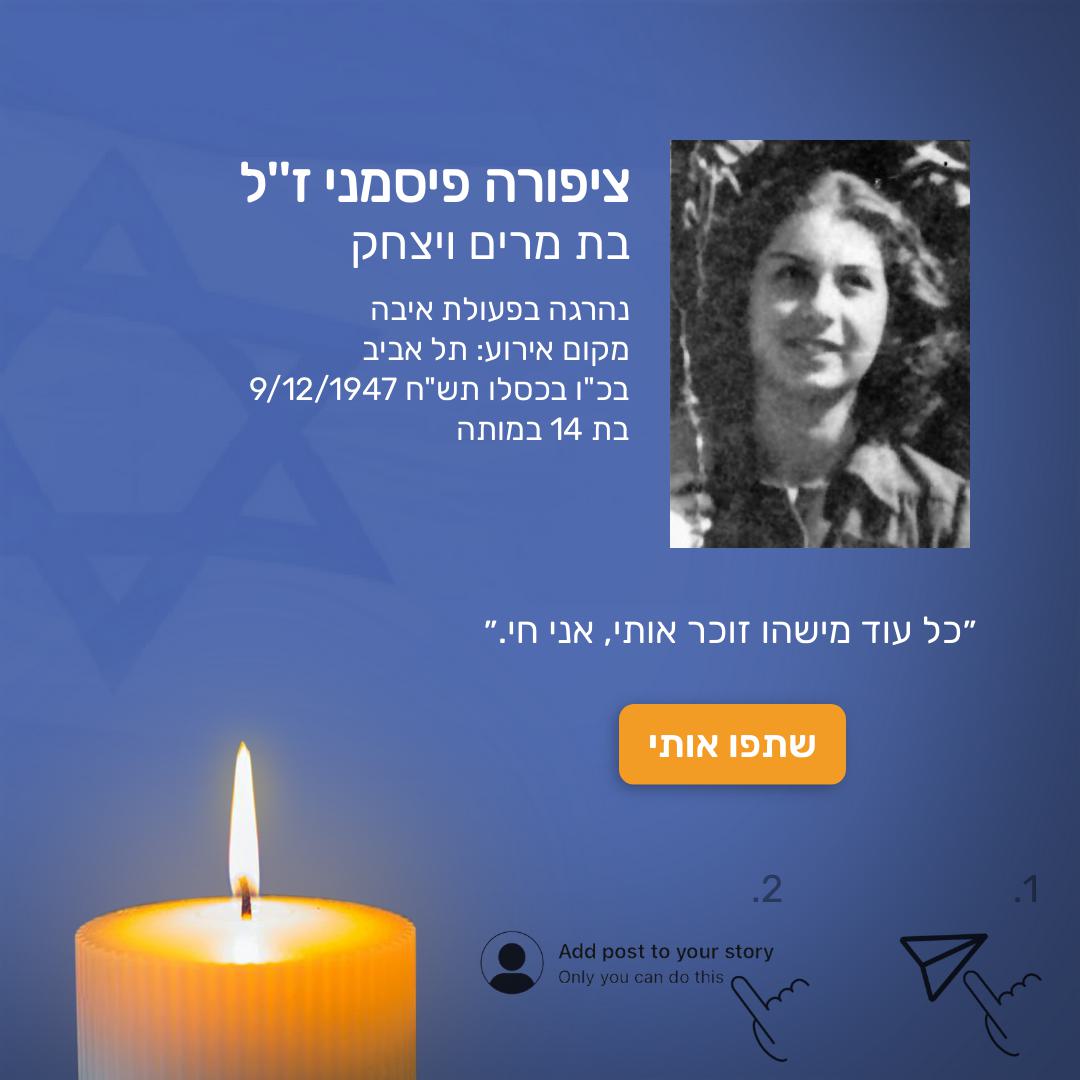 ציפורה פיסמני ז"ל
בת מרים ויצחק
נהרגה בפעולת איבה
מקום אירוע: תל אביב
בכ"ו בכסלו תש"ח 9/12/1947
בת 14 במותה
״כל עוד מישהו זוכר אותי, אני חי.״
שתפו אותי
1.
2.
Add post to your story
Only you can do this